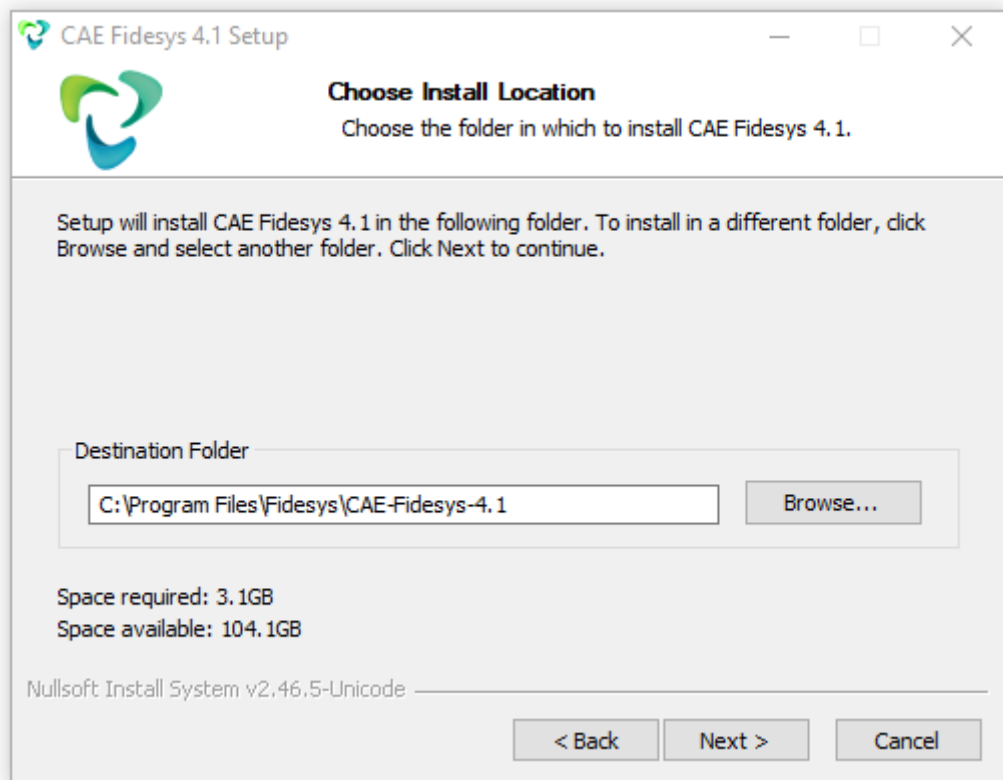 CAE Fidesys 4.1 Setup
Choose Install Location
Choose the folder in which to install CAE Fidesys 4.1.
Setup will install CAE Fidesys 4.1 in the following folder. To install in a different folder, click
Browse and select another folder. Click Next to continue.
Destination Folder
C:\Program Files\Fidesys\CAE-Fidesys-4.1
Browse...
Space required: 3.1GB
Space available: 104.1GB
Nullsoft Install System v2.46.5-Unicode
< Back
Next >
Cancel